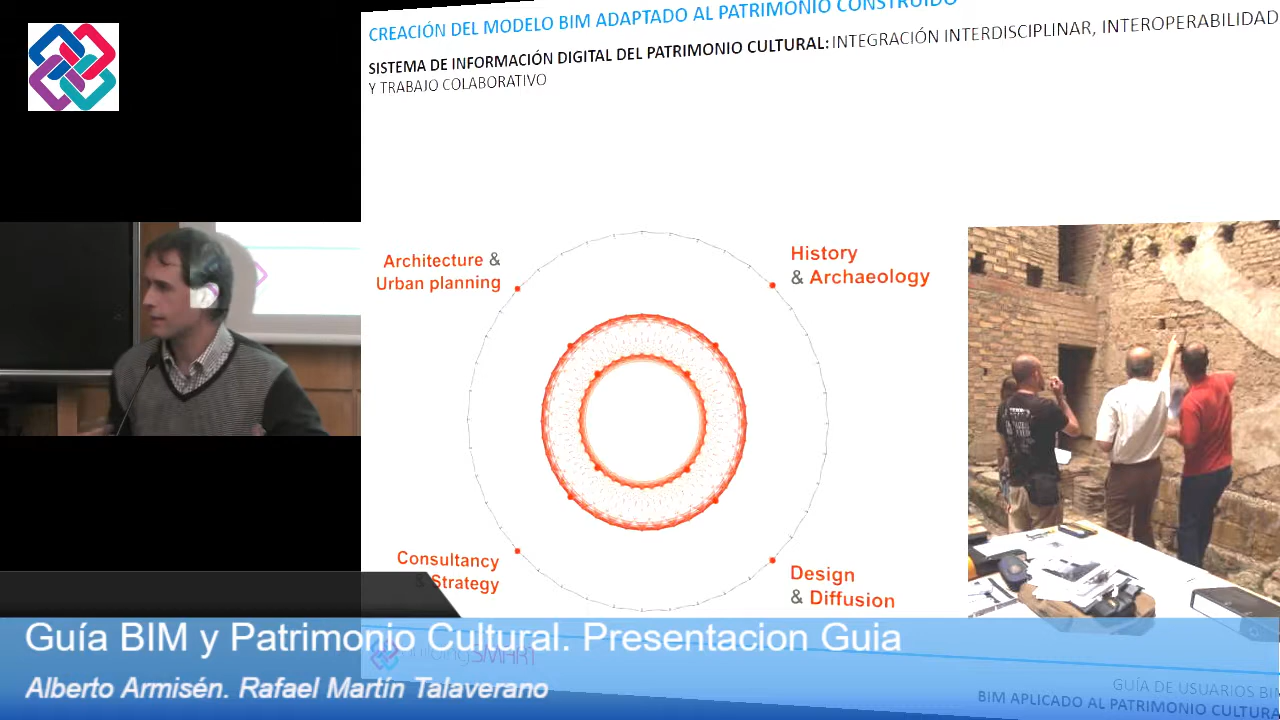 CREACIÓN DEL MODELO BIM ADAPTADO AL PATRIMONIO CONSTRUIDO
SISTEMA DE INFORMACIÓN DIGITAL DEL PATRIMONIO CULTURAL: INTEGRACIÓN INTERDISCIPLINAR, INTEROPERABILIDAD
Y TRABAJO COLABORATIVO
Architecture &
Urban planning
History
& Archaeology
Consultancy
& Strategy
Design
& Diffusion
Guía BIM y Patrimonio Cultural. Presentacion Guia
buildingSMART
Alberto Armisén. Rafael Martín Talaverano
GUÍA DE USUARIOS BIM
BIM APLICADO AL PATRIMONIO CULTURA